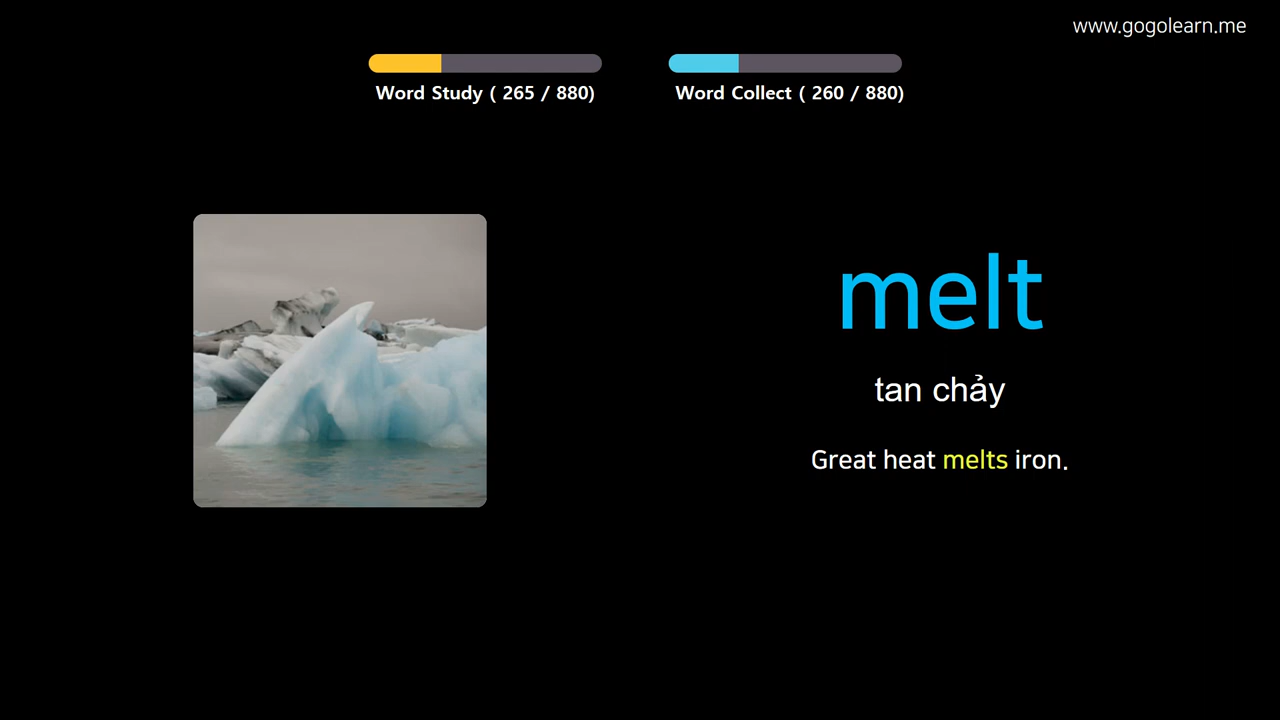 www.gogolearn.me
Word Study ( 265 / 880)
Word Collect ( 260 / 880)
melt
tan chảy
Great heat melts iron.